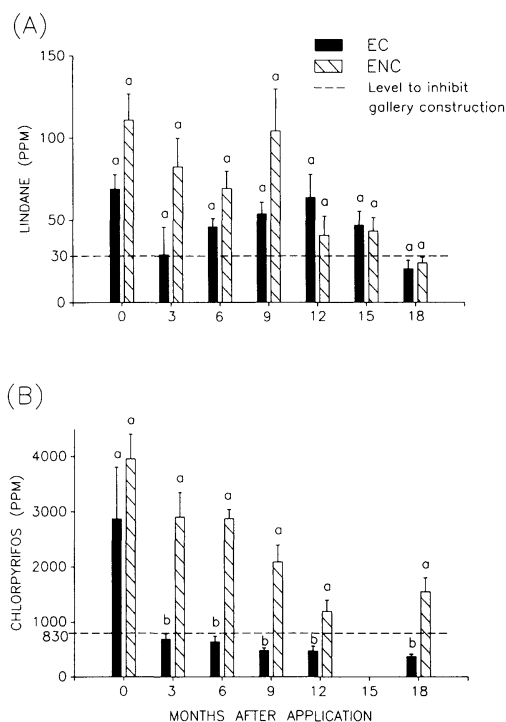 (A)
EC
ENC
Level to inhibit
gallery construction
150
100
50
30
0
LINDANE (PPM)
a a a a a a a a a a a a a a
0 3 6 9 12 15 18
(B)
4000
3000
2000
1000
830
0
CHLORPYRIFOS (PPM)
a a b a b a b a b a b a
0 3 6 9 12 15 18
MONTHS AFTER APPLICATION